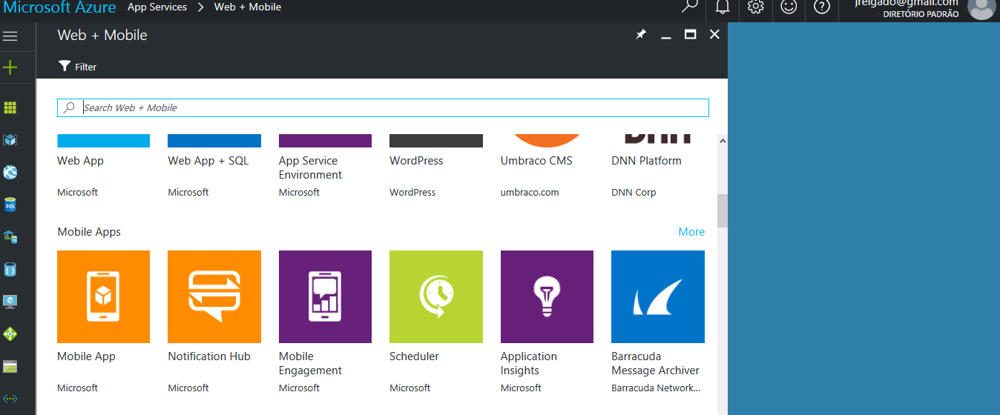 Microsoft Azure App Services > Web + Mobile
jrelgado@gmail.com
DIRETÓRIO PADRÃO
Web + Mobile
Filter
Search Web + Mobile
DNN
Web App Web App + SQL App Service Environment WordPress Umbraco CMS DNN Platform
Microsoft Microsoft Microsoft WordPress umbraco.com DNN Corp
Mobile Apps More
Mobile App Notification Hub Mobile Engagement Scheduler Application Insights Barracuda Message Archiver
Microsoft Microsoft Microsoft Microsoft Microsoft Barracuda Network...
SQL